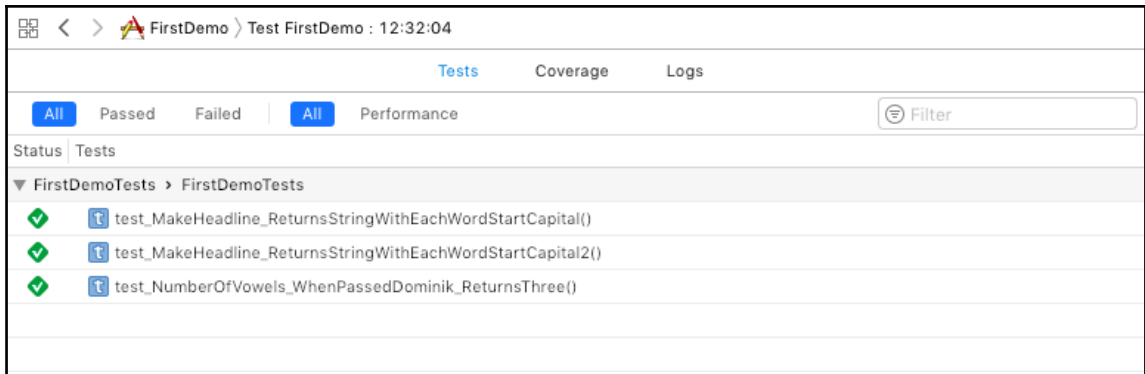 FirstDemo 〉 Test FirstDemo : 12:32:04
Tests Coverage Logs
All Passed Failed All Performance Filter
Status Tests
FirstDemoTests › FirstDemoTests
t test_MakeHeadline_ReturnsStringWithEachWordStartCapital()
t test_MakeHeadline_ReturnsStringWithEachWordStartCapital2()
t test_NumberOfVowels_WhenPassedDominik_ReturnsThree()